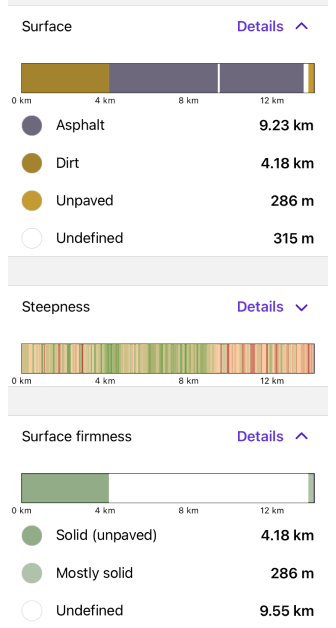 Surface Details
0 km 4 km 8 km 12 km
Asphalt 9.23 km
Dirt 4.18 km
Unpaved 286 m
Undefined 315 m
Steepness Details
0 km 4 km 8 km 12 km
Surface firmness Details
0 km 4 km 8 km 12 km
Solid (unpaved) 4.18 km
Mostly solid 286 m
Undefined 9.55 km